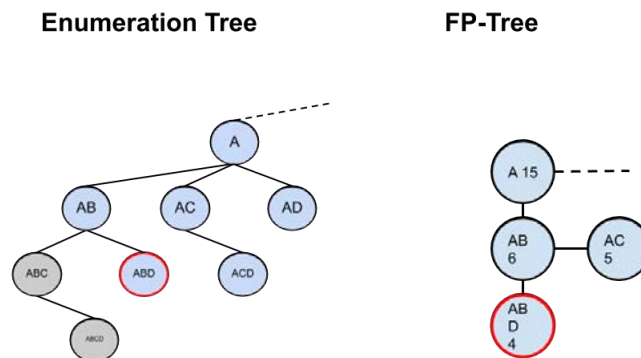 Enumeration Tree
FP-Tree
A
AB
AC
AD
ABC
ABD
ACD
ABCD
A 15
AB
6
AC
5
AB
D
4